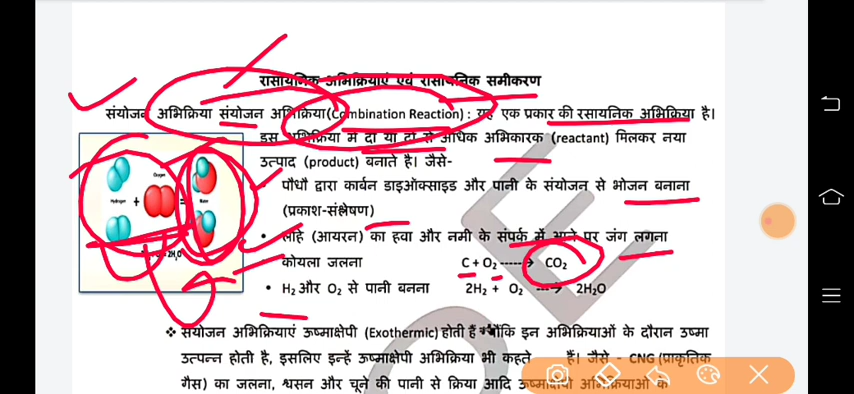 रासायनिक अभिक्रियाएं एवं रासायनिक समीकरण
संयोजन अभिक्रिया संयोजन अभिक्रिया(Combination Reaction) : यह एक प्रकार की रसायनिक अभिक्रिया है।
इस अभिक्रिया में दो या दो से अधिक अभिकारक (reactant) मिलकर नया
उत्पाद (product) बनाते है। जैसे-
Hydrogen + Oxygen = Water
2H₂O
पौधों द्वारा कार्बन डाइऑक्साइड और पानी के संयोजन से भोजन बनाना
(प्रकाश-संश्लेषण)
• लोहे (आयरन) का हवा और नमी के संपर्क में आने पर जंग लगना
कोयला जलना C + O₂ -----→ CO₂
• H₂ और O₂ से पानी बनना 2H₂ + O₂ ---→ 2H₂O
❖ संयोजन अभिक्रियाएं ऊष्माक्षेपी (Exothermic) होती हैं क्योंकि इन अभिक्रियाओं के दौरान उष्मा
उत्पन्न होती है, इसलिए इन्हें ऊष्माक्षेपी अभिक्रिया भी कहते हैं। जैसे - CNG (प्राकृतिक
गैस) का जलना, श्वसन और चूने की पानी से क्रिया आदि ऊष्माक्षेपी अभिक्रियाओं के